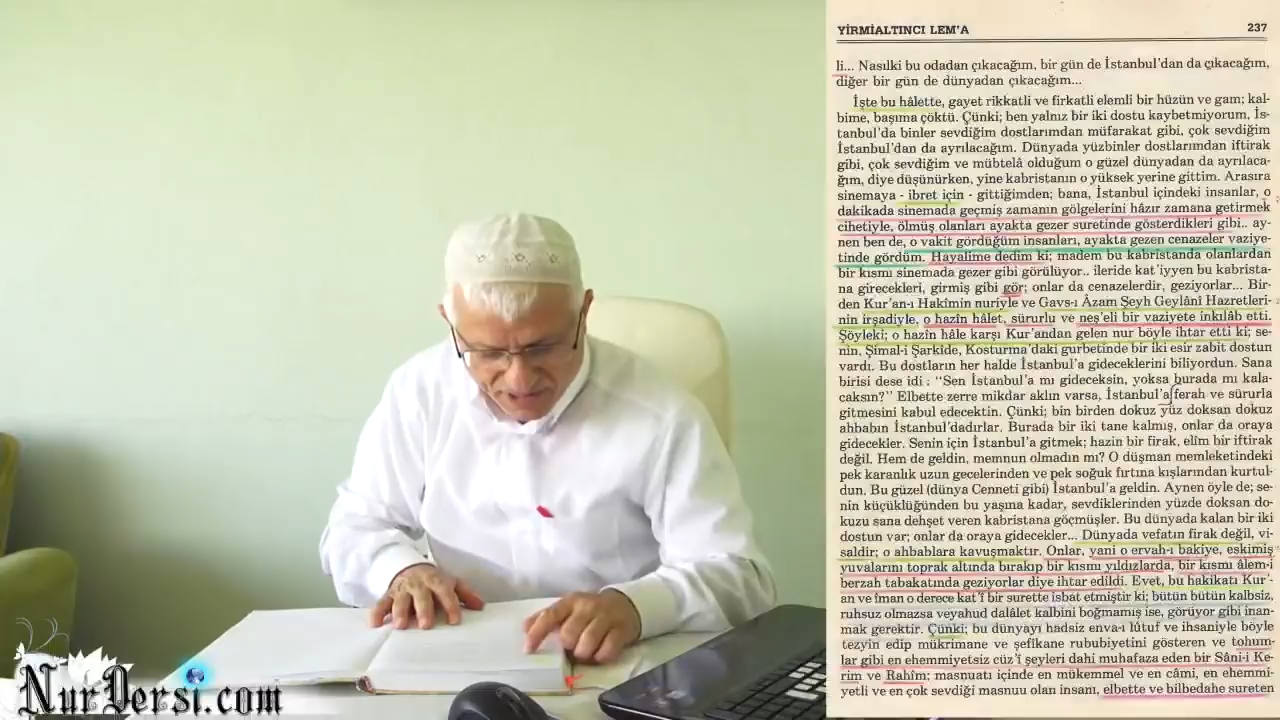 YİRMİALTINCI LEM'A 237
li... Nasılki bu odadan çıkacağım, bir gün de İstanbul'dan da çıkacağım,
diğer bir gün de dünyadan çıkacağım...
İşte bu hâlette, gayet rikkatli ve firkatli elemli bir hüzün ve gam; kal-
bime, başıma çöktü. Çünki; ben yalnız bir iki dostu kaybetmiyorum, İs-
tanbul'da binler sevdiğim dostlarımdan müfarakat gibi, çok sevdiğim
İstanbul'dan da ayrılacağım. Dünyada yüzbinler dostlarımdan iftirak
gibi, çok sevdiğim ve mübtelâ olduğum o güzel dünyadan da ayrılaca-
ğım, diye düşünürken, yine kabristanın o yüksek yerine gittim. Arasıra
sinemaya - ibret için - gittiğimden; bana, İstanbul içindeki insanlar, o
dakikada sinemada geçmiş zamanın gölgelerini hâzır zamana getirmek
cihetiyle, ölmüş olanları ayakta gezer suretinde gösterdikleri gibi.. ay-
nen ben de, o vakit gördüğüm insanları, ayakta gezen cenazeler vaziye-
tinde gördüm. Hayalime dedim ki; madem bu kabristanda olanlardan
bir kısmı sinemada gezer gibi görülüyor.. ileride kat'iyyen bu kabrista-
na girecekleri, girmiş gibi gör; onlar da cenazelerdir, geziyorlar... Bir-
den Kur'an-ı Hakîmin nuriyle ve Gavs-ı Âzam Şeyh Geylânî Hazretleri-
nin irşadiyle, o hazîn hâlet, sürurlu ve neş'eli bir vaziyete inkılâb etti.
Şöyleki; o hazîn hâle karşı Kur'andan gelen nur böyle ihtar etti ki; se-
nin, Şimal-i Şarkîde, Kosturma'daki gurbetinde bir iki esir zabit dostun
vardı. Bu dostların her halde İstanbul'a gideceklerini biliyordun. Sana
birisi dese idi : "Sen İstanbul'a mı gideceksin, yoksa burada mı kala-
caksın?" Elbette zerre mikdar aklın varsa, İstanbul'a ferah ve sürurla
gitmesini kabul edecektin. Çünki; bin birden dokuz yüz doksan dokuz
ahbabın İstanbul'dadırlar. Burada bir iki tane kalmış, onlar da oraya
gidecekler. Senin için İstanbul'a gitmek; hazin bir firak, elîm bir iftirak
değil. Hem de geldin, memnun olmadın mı? O düşman memleketindeki
pek karanlık uzun gecelerinden ve pek soğuk fırtına kışlarından kurtul-
dun. Bu güzel (dünya Cenneti gibi) İstanbul'a geldin. Aynen öyle de; se-
nin küçüklüğünden bu yaşına kadar, sevdiklerinden yüzde doksan do-
kuzu sana dehşet veren kabristana göçmüşler. Bu dünyada kalan bir iki
dostun var; onlar da oraya gidecekler... Dünyada vefatın firak değil, vi-
saldir; o ahbablara kavuşmaktır. Onlar, yani o ervah-ı bakiye, eskimiş
yuvalarını toprak altında bırakıp bir kısmı yıldızlarda, bir kısmı âlem-i
berzah tabakatında geziyorlar diye ihtar edildi. Evet, bu hakikatı Kur'-
an ve îman o derece kat'î bir surette isbat etmiştir ki; bütün bütün kalbsiz,
ruhsuz olmazsa veyahud dalâlet kalbini boğmamış ise, görüyor gibi inan-
mak gerektir. Çünki; bu dünyayı hadsiz enva-ı lûtuf ve ihsaniyle böyle
tezyin edip mükrimane ve şefîkane rububiyetini gösteren ve tohum-
lar gibi en ehemmiyetsiz cüz'î şeyleri dahi muhafaza eden bir Sâni-i Ke-
rîm ve Rahîm; masnuatı içinde en mükemmel ve en câmi, en ehemmi-
yetli ve en çok sevdiği masnuu olan insanı, elbette ve bilbedahe sureten
NurDersi.com